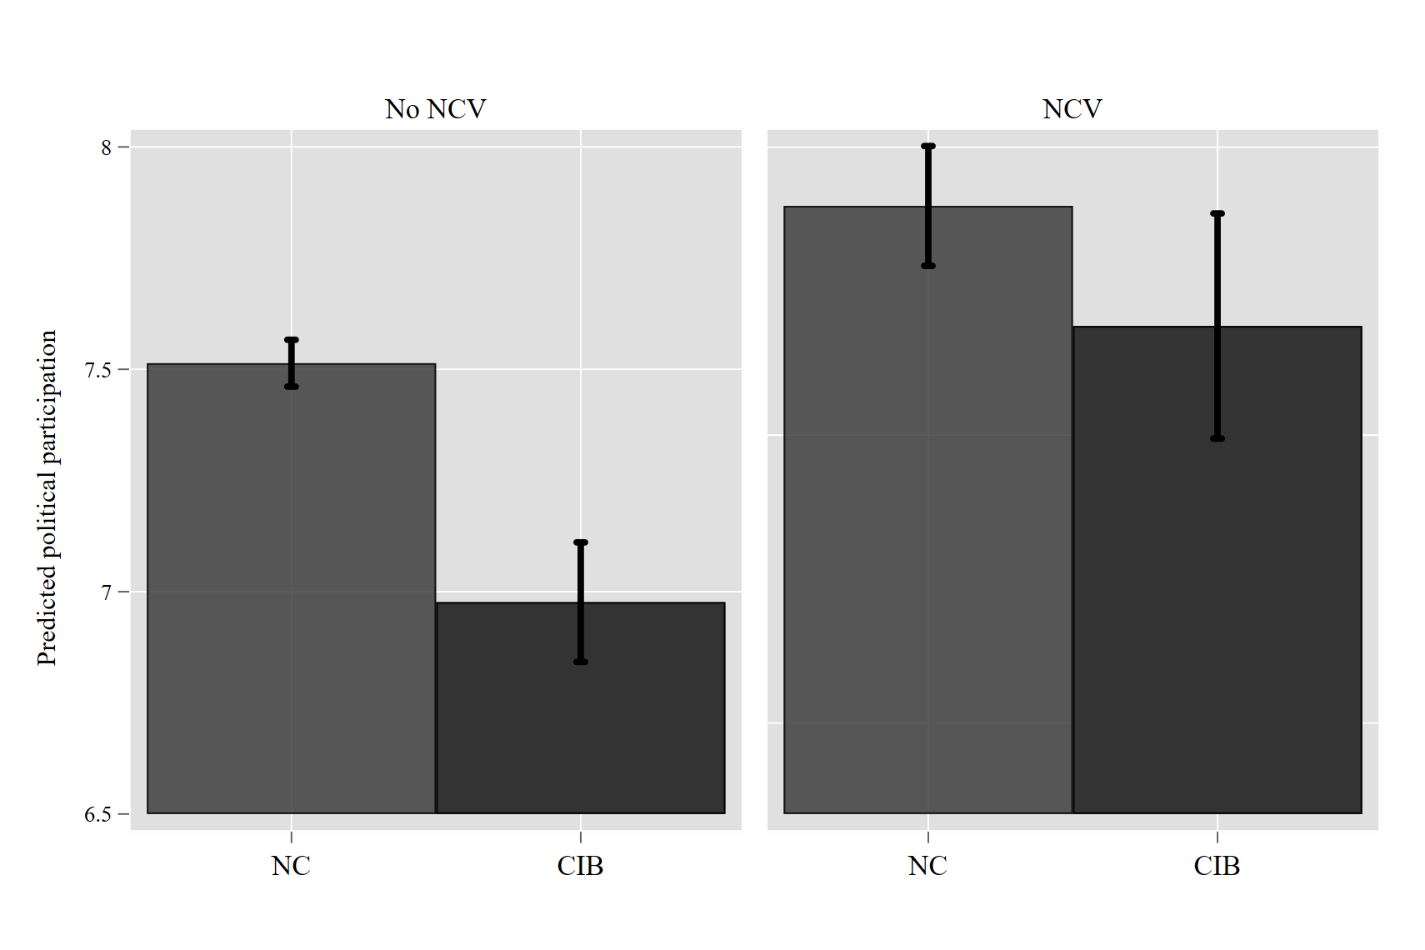 No NCV
NCV
Predicted political participation
8
7.5
7
6.5
NC
CIB
NC
CIB